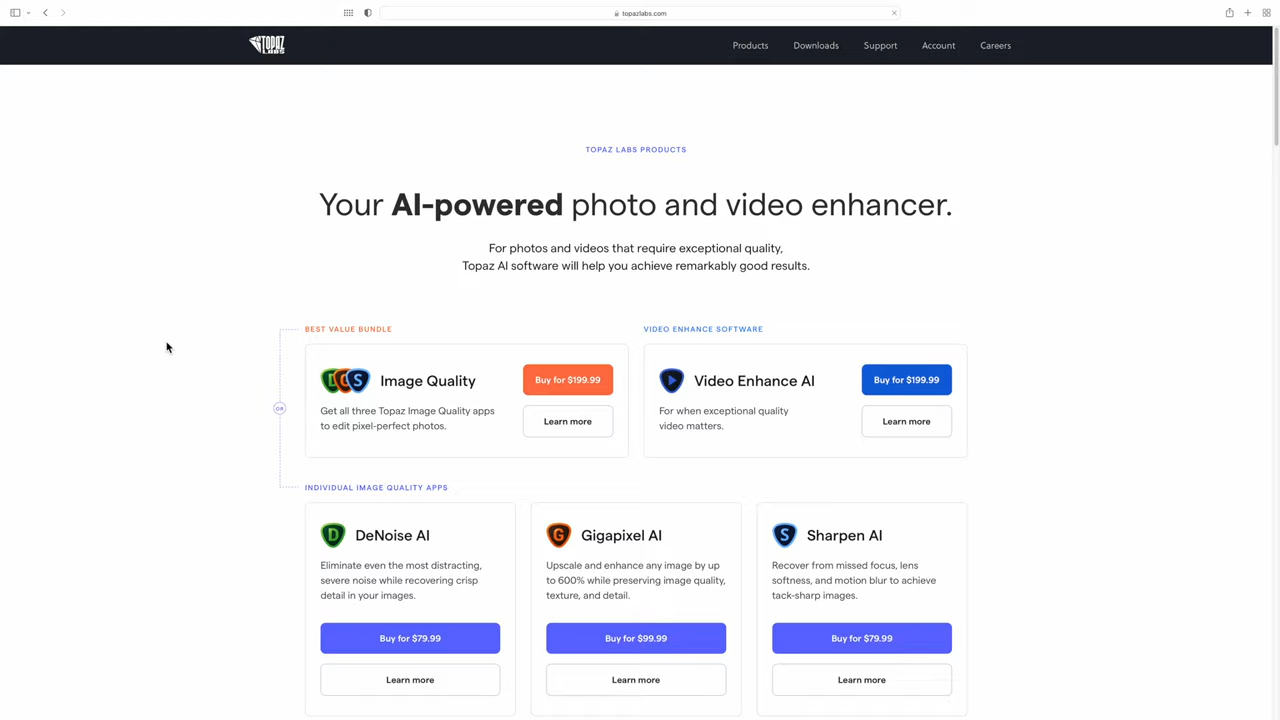 topazlabs.com
TOPAZ
LABS
Products
Downloads
Support
Account
Careers
TOPAZ LABS PRODUCTS
Your AI-powered photo and video enhancer.
For photos and videos that require exceptional quality,
Topaz AI software will help you achieve remarkably good results.
BEST VALUE BUNDLE
D G S
Image Quality
Buy for $199.99
Get all three Topaz Image Quality apps
to edit pixel-perfect photos.
Learn more
VIDEO ENHANCE SOFTWARE
Video Enhance AI
Buy for $199.99
For when exceptional quality
video matters.
Learn more
OR
INDIVIDUAL IMAGE QUALITY APPS
D
DeNoise AI
Eliminate even the most distracting,
severe noise while recovering crisp
detail in your images.
Buy for $79.99
Learn more
G
Gigapixel AI
Upscale and enhance any image by up
to 600% while preserving image quality,
texture, and detail.
Buy for $99.99
Learn more
S
Sharpen AI
Recover from missed focus, lens
softness, and motion blur to achieve
tack-sharp images.
Buy for $79.99
Learn more